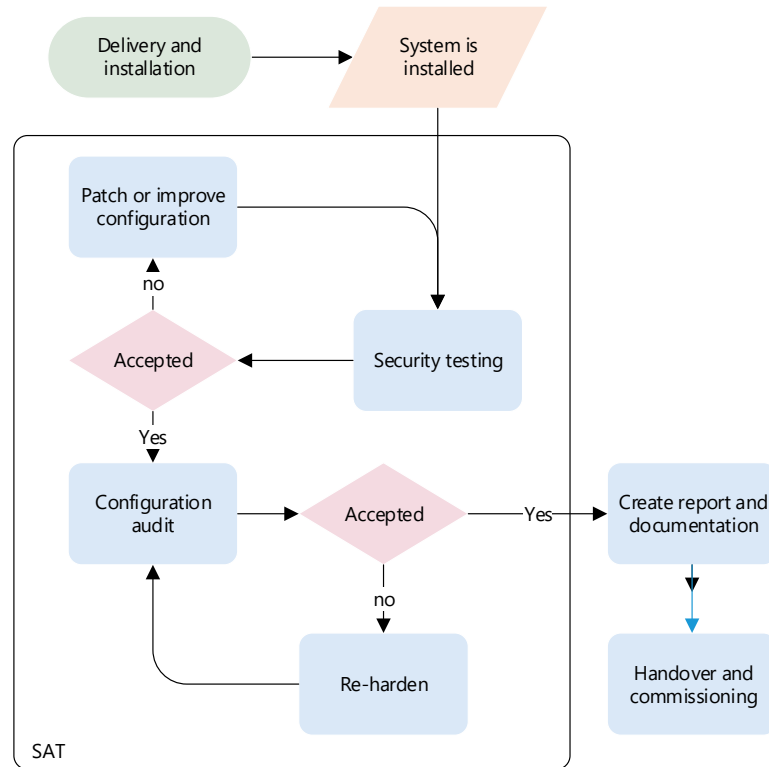 Delivery and
installation
System is
installed
Patch or improve
configuration
no
Accepted
Security testing
Yes
Configuration
audit
Accepted
Yes
Create report and
documentation
no
Re-harden
Handover and
commissioning
SAT